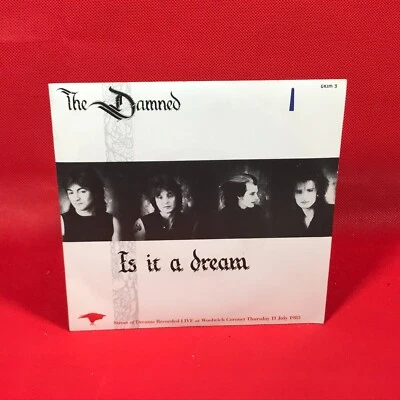 The Damned
GRIM 3
Is it a dream
Street of Dreams Recorded LIVE at Woolwich Coronet Thursday 11 July 1985